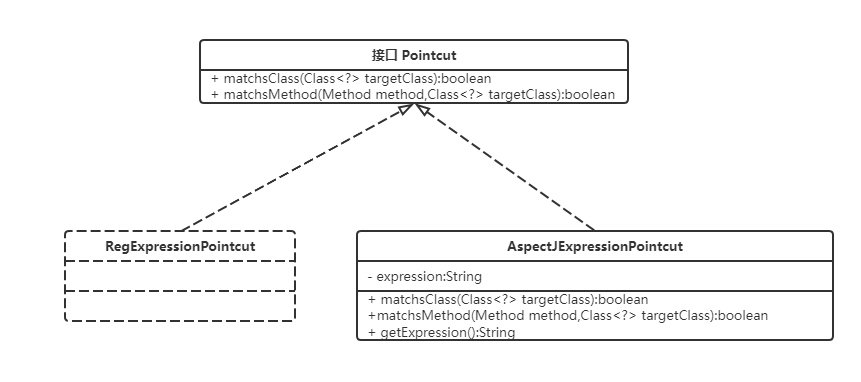 接口 Pointcut
+ matchsClass(Class<?> targetClass):boolean
+ matchsMethod(Method method,Class<?> targetClass):boolean
RegExpressionPointcut
AspectJExpressionPointcut
- expression:String
+ matchsClass(Class<?> targetClass):boolean
+matchsMethod(Method method,Class<?> targetClass):boolean
+ getExpression():String